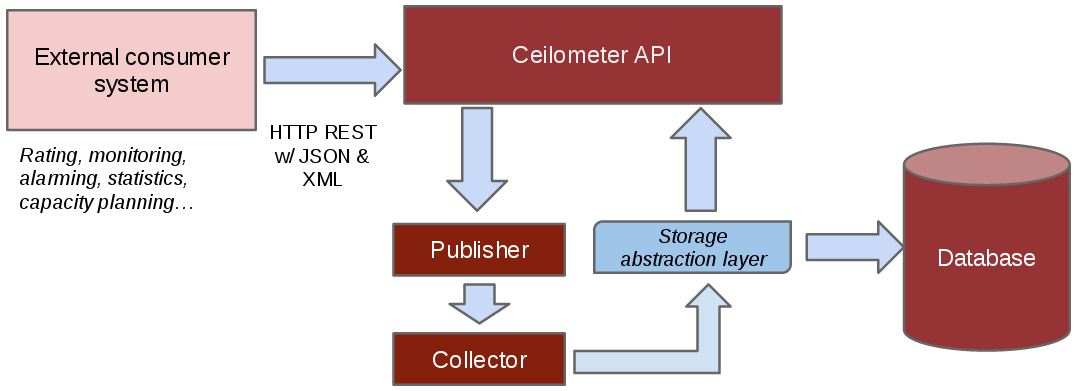 External consumer
system
Ceilometer API
HTTP REST
w/ JSON &
XML
Rating, monitoring,
alarming, statistics,
capacity planning…
Publisher
Storage
abstraction layer
Database
Collector